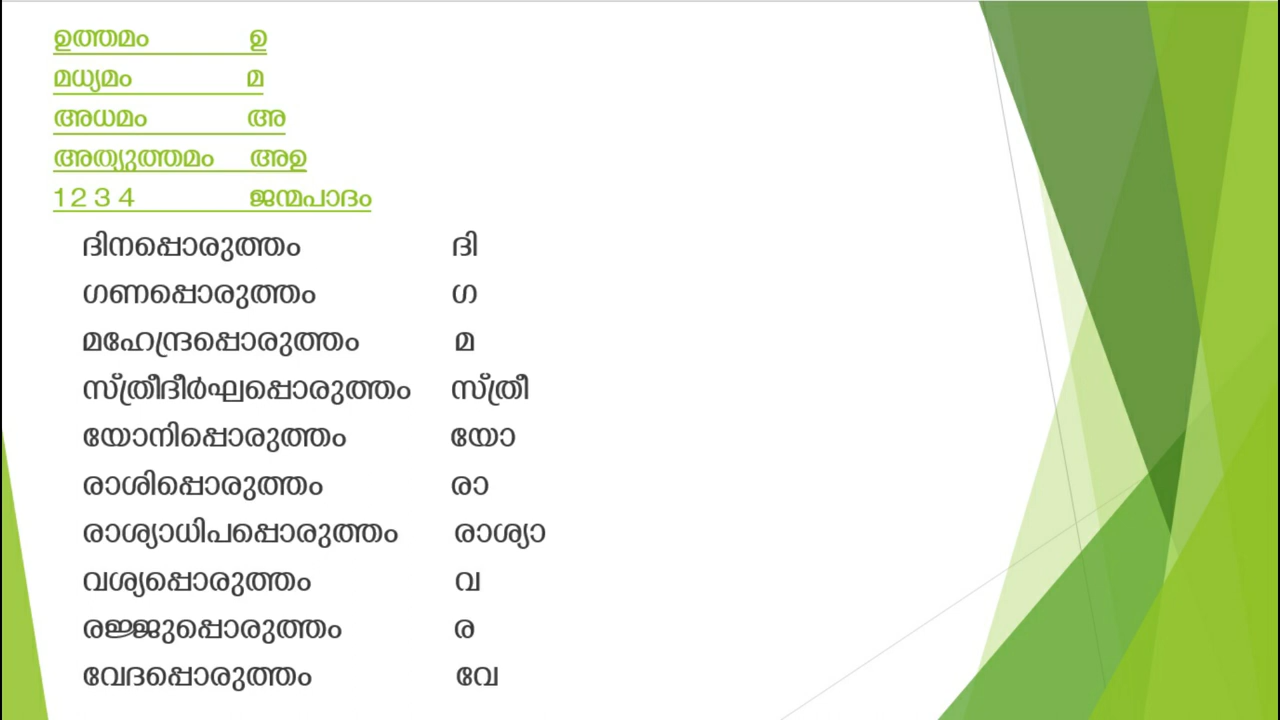 ഉത്തമം ഉ
മധ്യമം മ
അധമം അ
അത്യുത്തമം അഉ
1 2 3 4 ജന്മപാദം
ദിനപ്പൊരുത്തം ദി
ഗണപ്പൊരുത്തം ഗ
മഹേന്ദ്രപ്പൊരുത്തം മ
സ്ത്രീദീർഘപ്പൊരുത്തം സ്ത്രീ
യോനിപ്പൊരുത്തം യോ
രാശിപ്പൊരുത്തം രാ
രാശ്യാധിപപ്പൊരുത്തം രാശ്യാ
വശ്യപ്പൊരുത്തം വ
രജ്ജുപ്പൊരുത്തം ര
വേദപ്പൊരുത്തം വേ